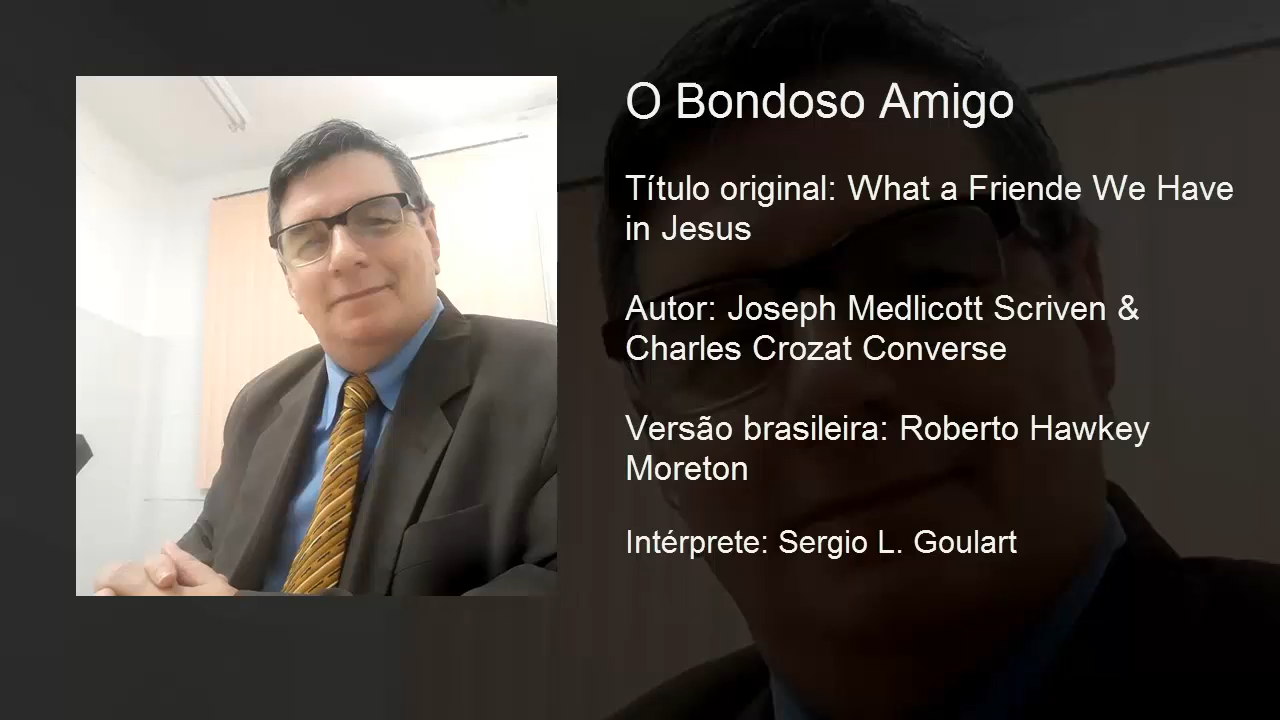 O Bondoso Amigo
Título original: What a Friende We Have
in Jesus
Autor: Joseph Medlicott Scriven &
Charles Crozat Converse
Versão brasileira: Roberto Hawkey
Moreton
Intérprete: Sergio L. Goulart